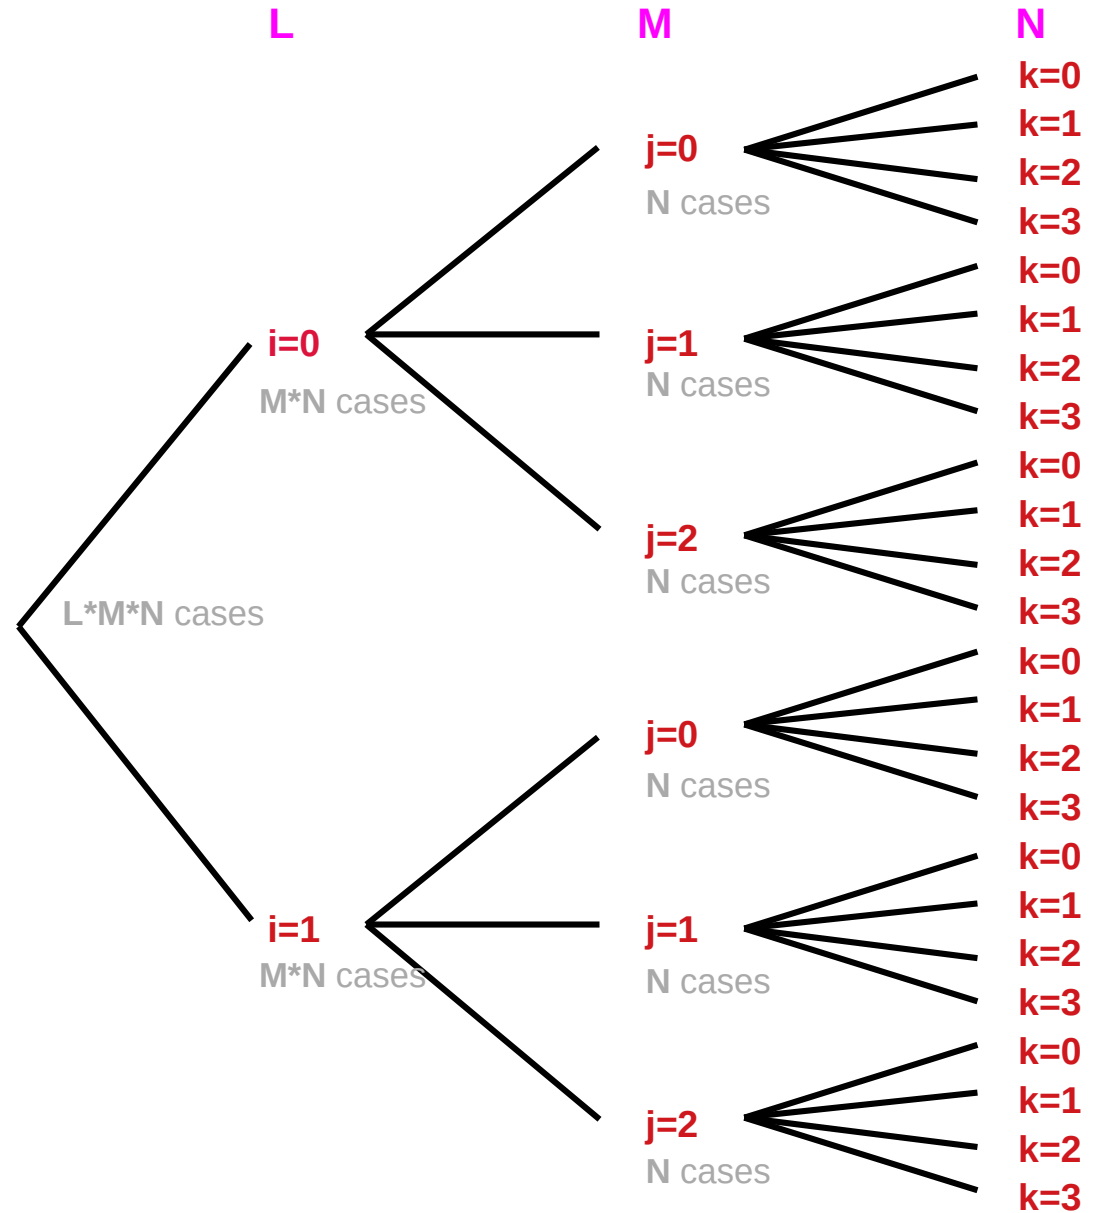 L M N
k=0
k=1
j=0
k=2
N cases
k=3
k=0
k=1
i=0 j=1
k=2
N cases
M*N cases
k=3
k=0
k=1
j=2
k=2
N cases
L*M*N cases
k=3
k=0
k=1
j=0
k=2
N cases
k=3
k=0
k=1
i=1 j=1
k=2
M*N cases
N cases
k=3
k=0
k=1
j=2
k=2
N cases
k=3